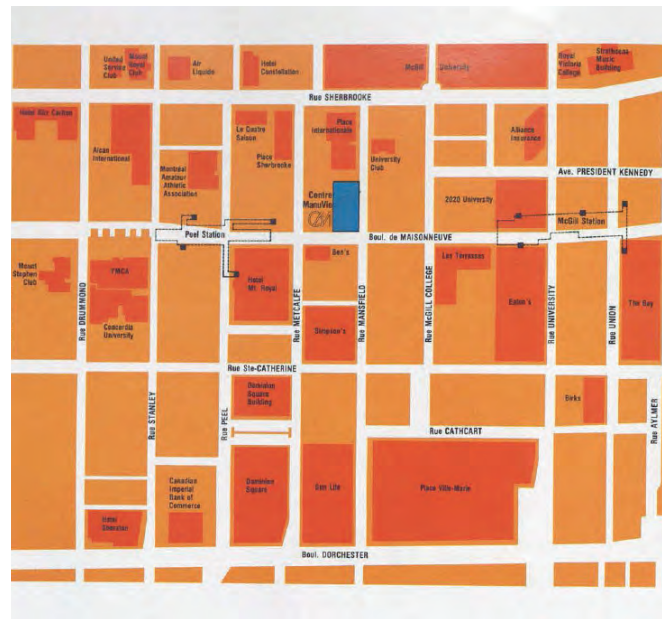 United
Service
Club
Mount
Royal
Club
Air
Liquide
Hotel
Constellation
McGill University
Royal
Victoria
College
Strathcona
Music
Building
Rue SHERBROOKE
Hotel Ritz Carlton
Alcan
International
Montréal
Amateur
Athletic
Association
Le Centre
Place
Sherbrooke
Place
Internationale
University
Club
Alliance
Insurance
Ave. PRESIDENT KENNEDY
Centre
ManuVie
2020 University
McGill Station
Peel Station
Boul. de MAISONNEUVE
Mount
Stephen
Club
YMCA
Concordia
University
Hotel
Mt. Royal
Ben's
Simpson's
Les Terrasses
Eaton's
The Bay
Rue DRUMMOND
Rue METCALFE
Rue MANSFIELD
Rue McGILL COLLEGE
Rue UNIVERSITY
Rue UNION
Rue Ste-CATHERINE
Rue STANLEY
Rue PEEL
Dominion
Square
Building
Birks
Rue CATHCART
Rue AYLMER
Canadian
Imperial
Bank of
Commerce
Dominion
Square
Sun Life
Place Ville-Marie
Hotel
Sheraton
Boul. DORCHESTER